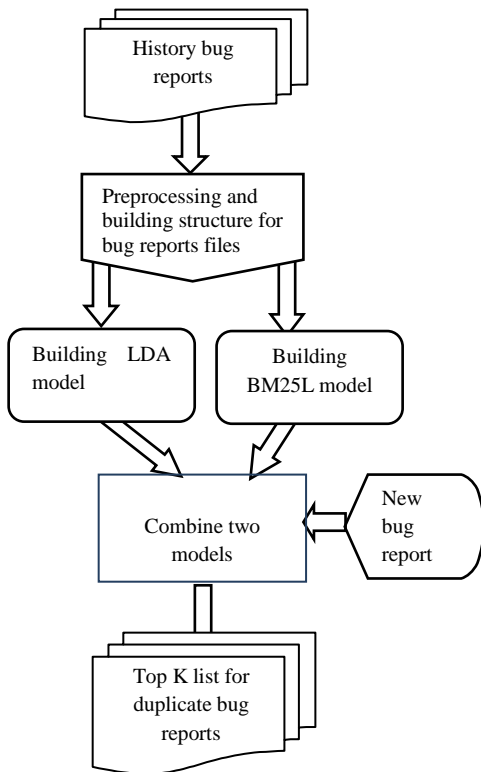 History bug
reports
Preprocessing and
building structure for
bug reports files
Building LDA
model
Building
BM25L model
Combine two
models
New
bug
report
Top K list for
duplicate bug
reports